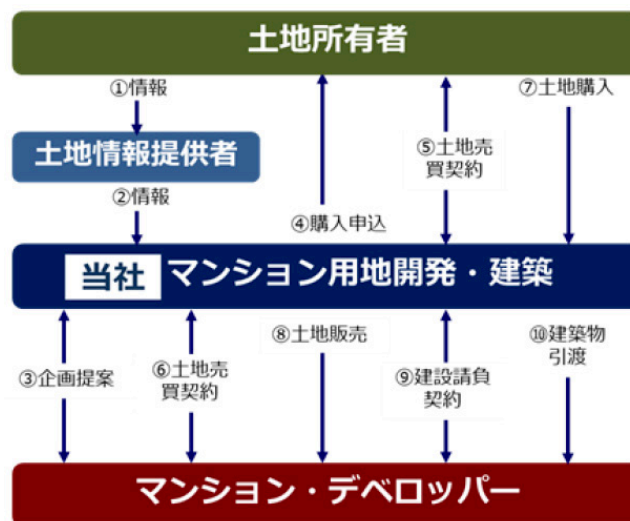 土地所有者
①情報
⑦土地購入
土地情報提供者
⑤土地売
買契約
②情報
④購入申込
当社 マンション用地開発・建築
③企画提案
⑥土地売
買契約
⑧土地販売
⑨建設請負
契約
⑩建築物
引渡
マンション・デベロッパー